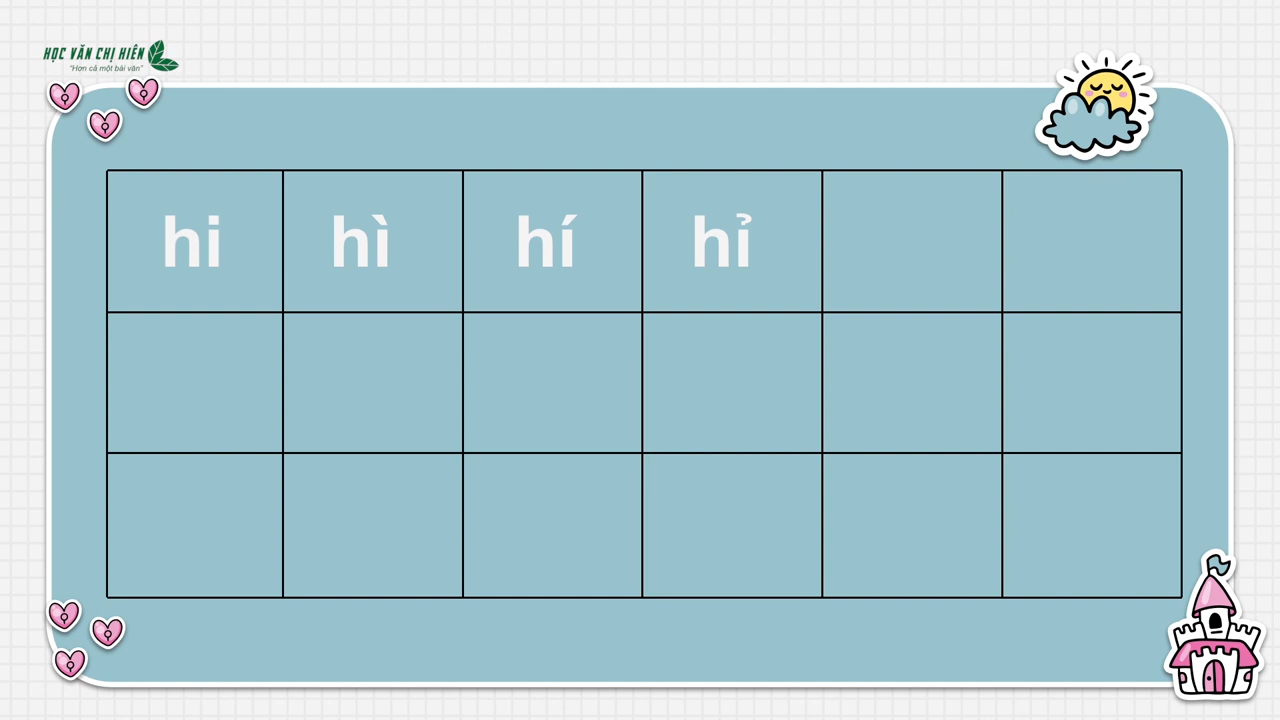 HỌC VĂN CHỊ HIÊN
"Hơn cả một bài văn"
hi hì hí hỉ